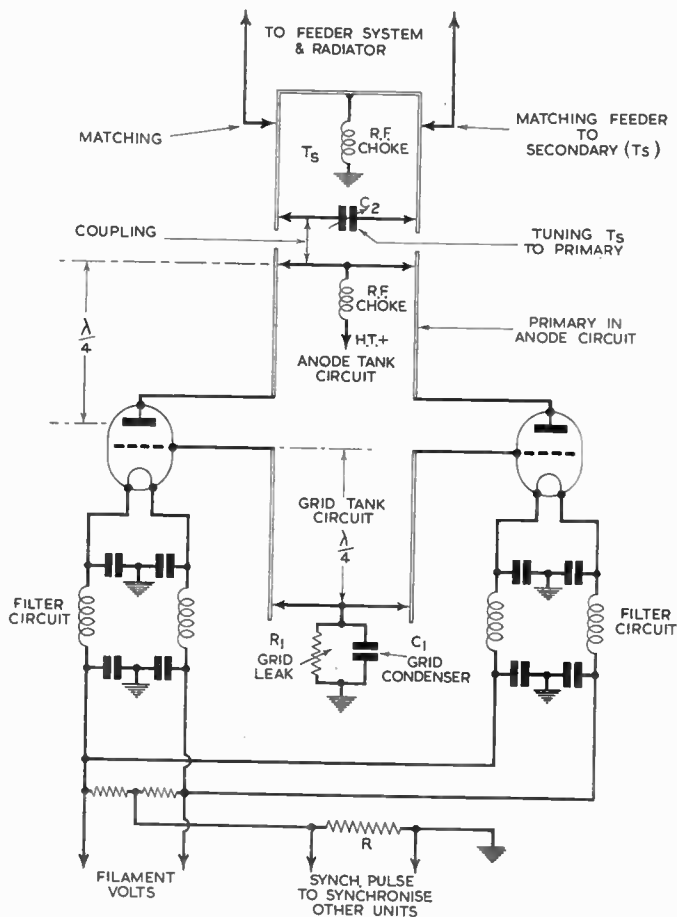 TO FEEDER SYSTEM
& RADIATOR
MATCHING
R.F.
CHOKE
TS
MATCHING FEEDER
TO
SECONDARY (TS)
C2
COUPLING
TUNING TS
TO PRIMARY
λ/4
R.F.
CHOKE
H.T.+
ANODE TANK
CIRCUIT
PRIMARY IN
ANODE CIRCUIT
GRID TANK
CIRCUIT
λ/4
FILTER
CIRCUIT
R1
GRID
LEAK
C1
GRID
CONDENSER
FILTER
CIRCUIT
R
FILAMENT
VOLTS
SYNCH. PULSE
TO SYNCHRONISE
OTHER UNITS